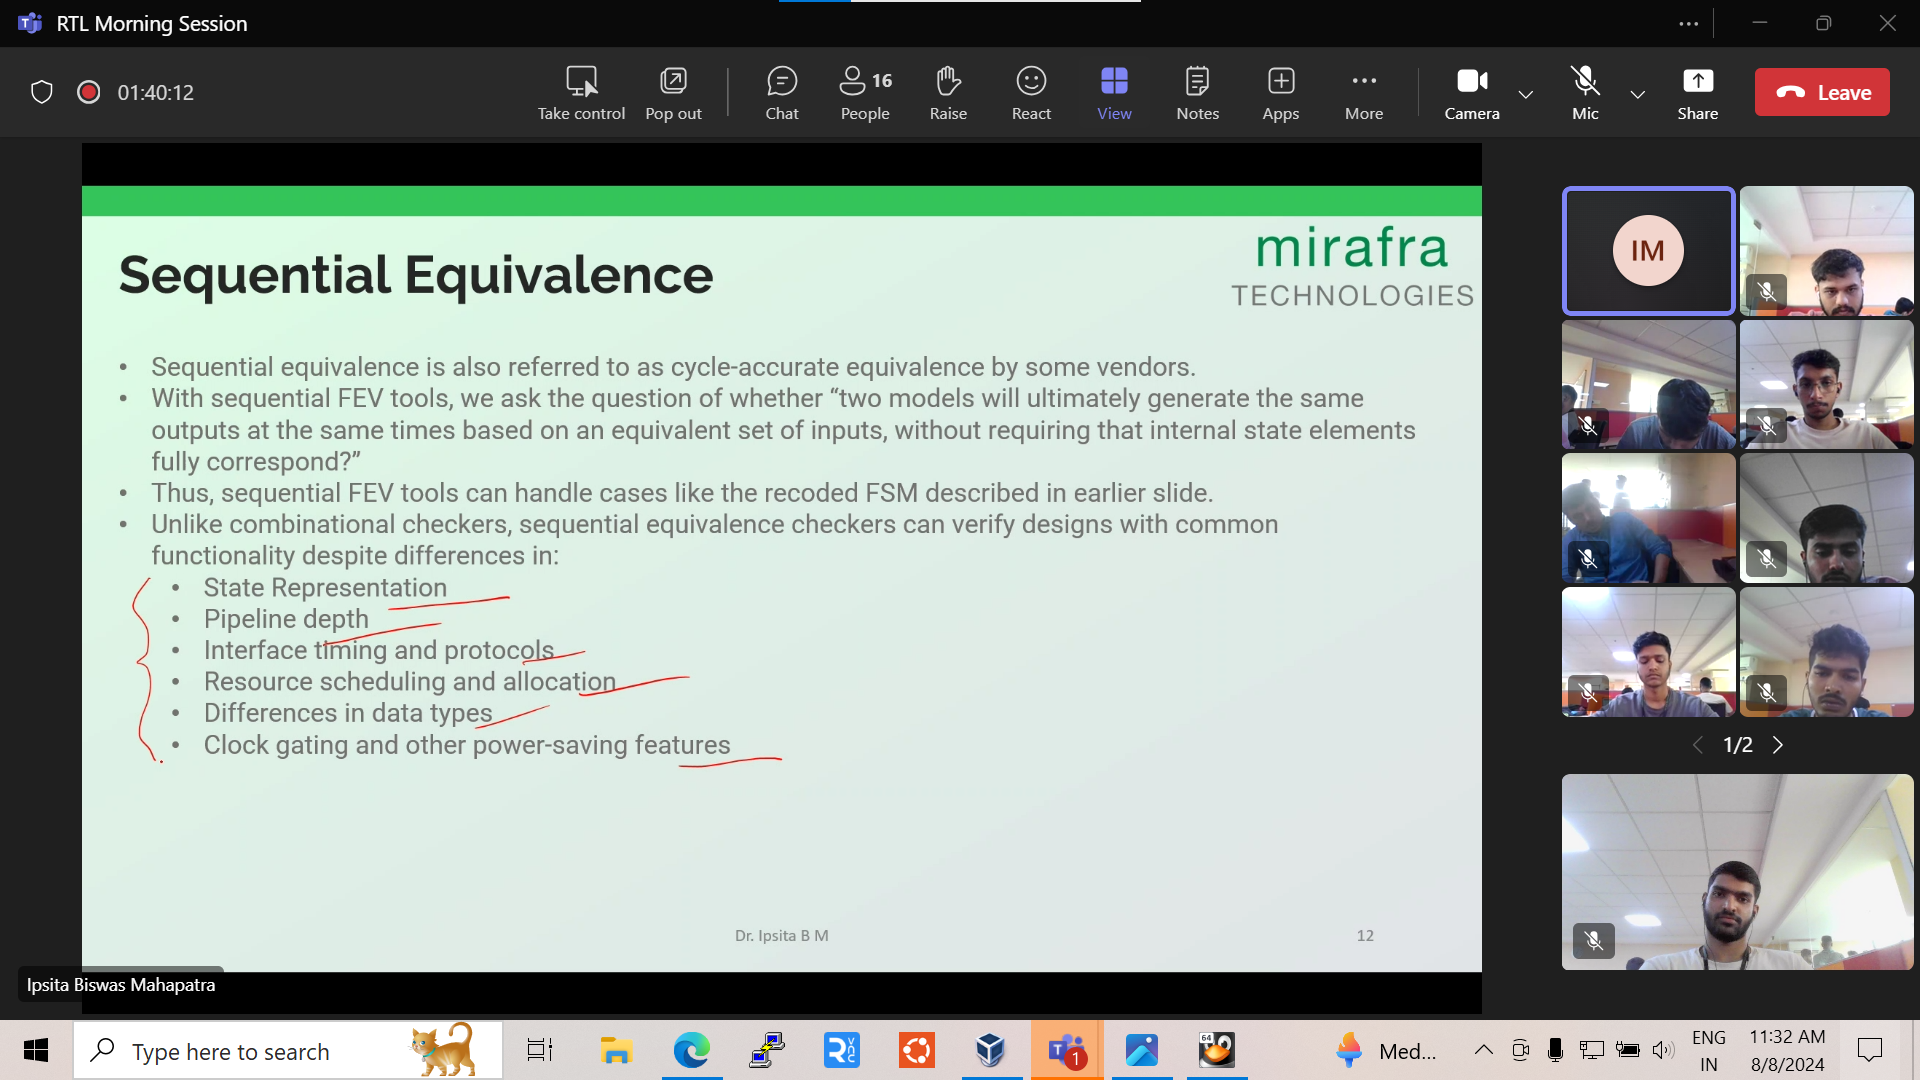 RTL Morning Session
01:40:12
Take control
Pop out
Chat
16
People
Raise
React
View
Notes
Apps
More
Camera
Mic
Share
Leave
mirafra
TECHNOLOGIES
Sequential Equivalence
• Sequential equivalence is also referred to as cycle-accurate equivalence by some vendors.
• With sequential FEV tools, we ask the question of whether “two models will ultimately generate the same
outputs at the same times based on an equivalent set of inputs, without requiring that internal state elements
fully correspond?”
• Thus, sequential FEV tools can handle cases like the recoded FSM described in earlier slide.
• Unlike combinational checkers, sequential equivalence checkers can verify designs with common
functionality despite differences in:
• State Representation
• Pipeline depth
• Interface timing and protocols
• Resource scheduling and allocation
• Differences in data types
• Clock gating and other power-saving features
Dr. Ipsita B M
12
IM
1/2
Ipsita Biswas Mahapatra
Type here to search
1
64
Med...
ENG
IN
11:32 AM
8/8/2024